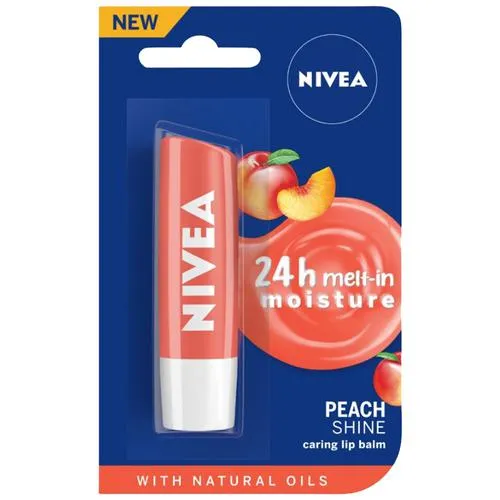 NEW
NIVEA
NIVEA
24h melt-in
moisture
PEACH
SHINE
caring lip balm
WITH NATURAL OILS